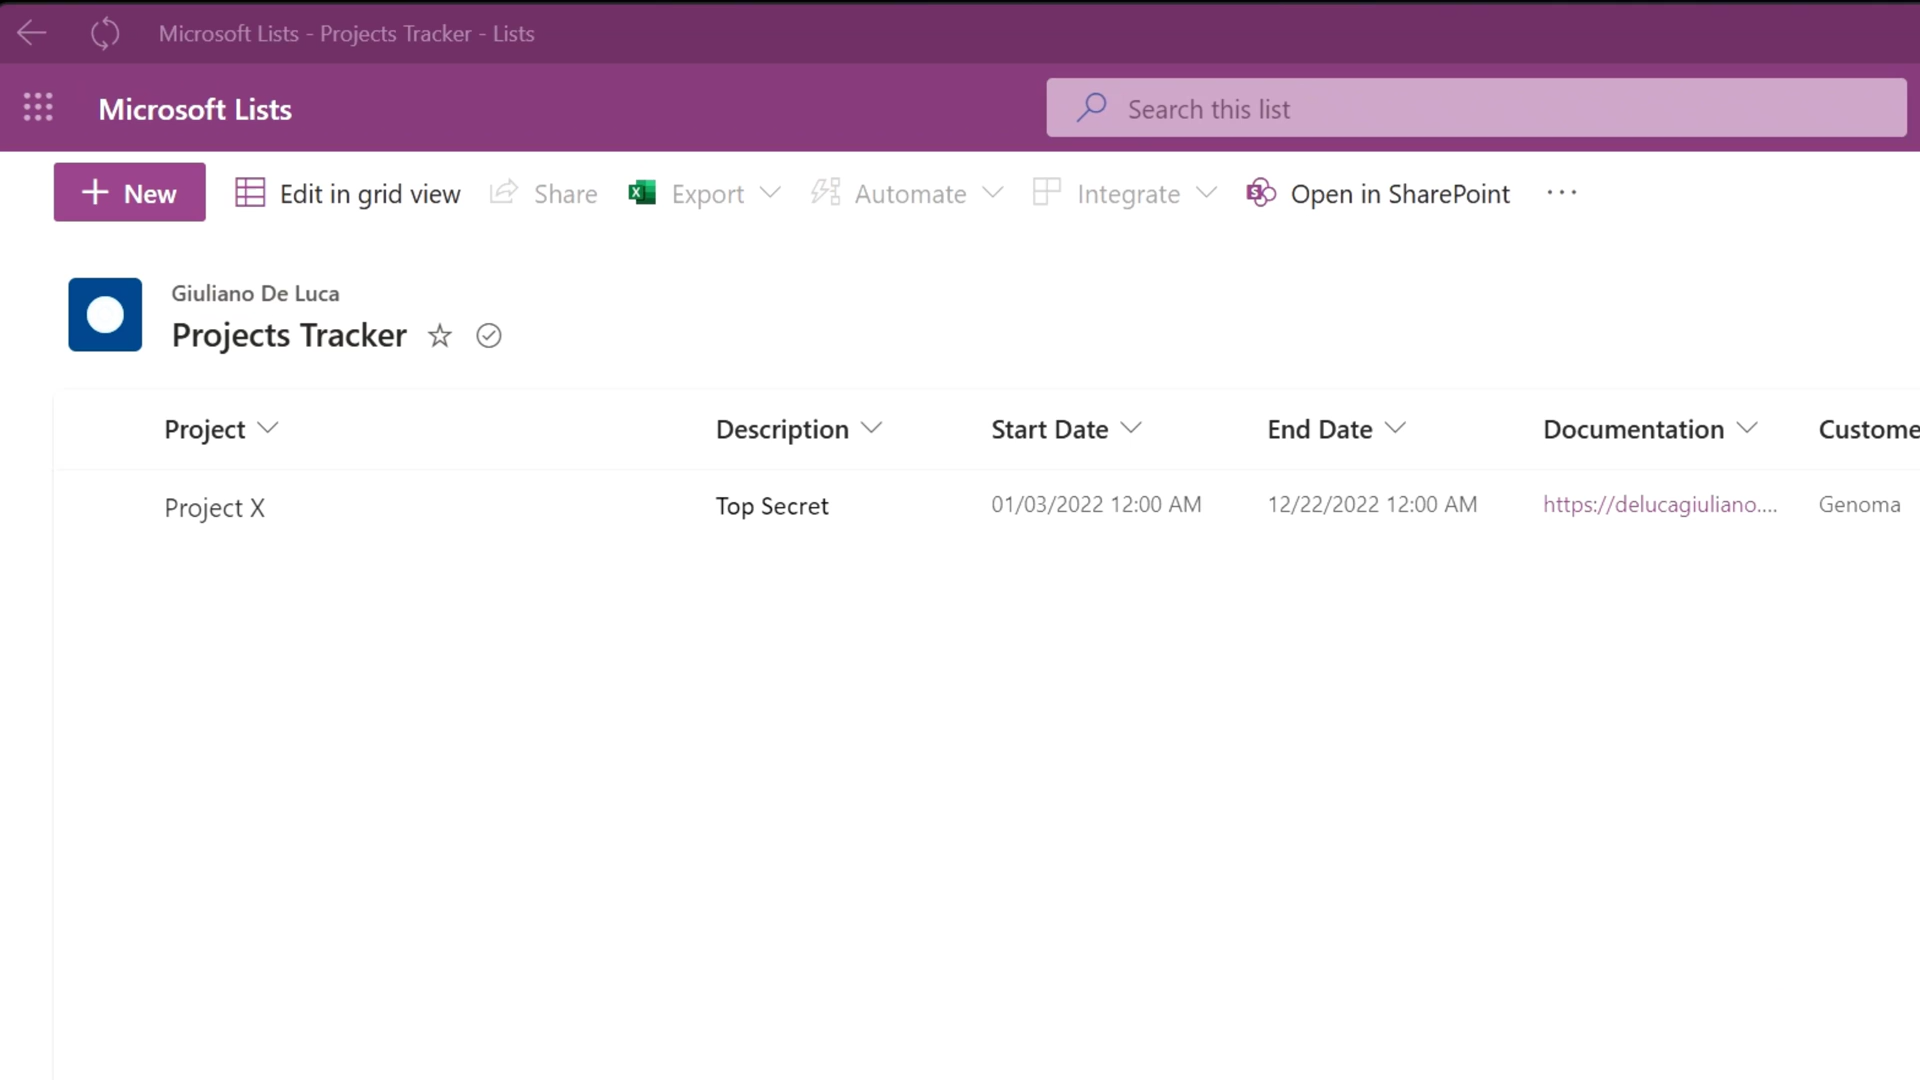 Microsoft Lists - Projects Tracker - Lists
Microsoft Lists
Search this list
New
Edit in grid view
Share
Export
Automate
Integrate
Open in SharePoint
Giuliano De Luca
Projects Tracker
Project Description Start Date End Date Documentation Custome
Project X Top Secret 01/03/2022 12:00 AM 12/22/2022 12:00 AM https://delucagiuliano.... Genoma